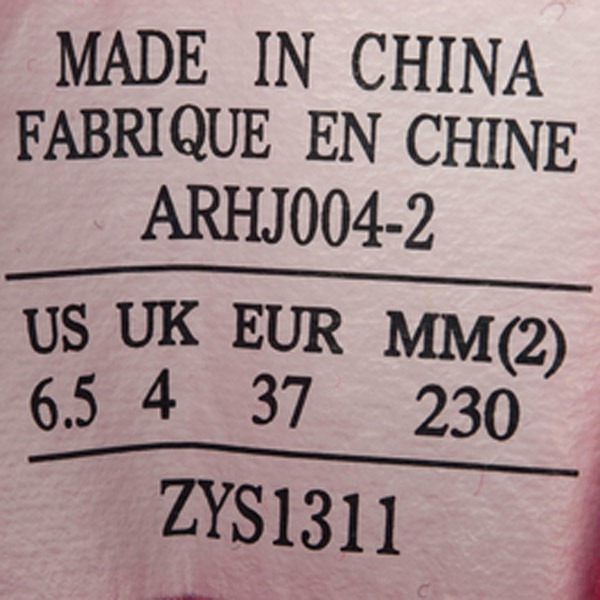 MADE IN CHINA
FABRIQUE EN CHINE
ARHJ004-2
US UK EUR MM(2)
6.5 4 37 230
ZYS1311